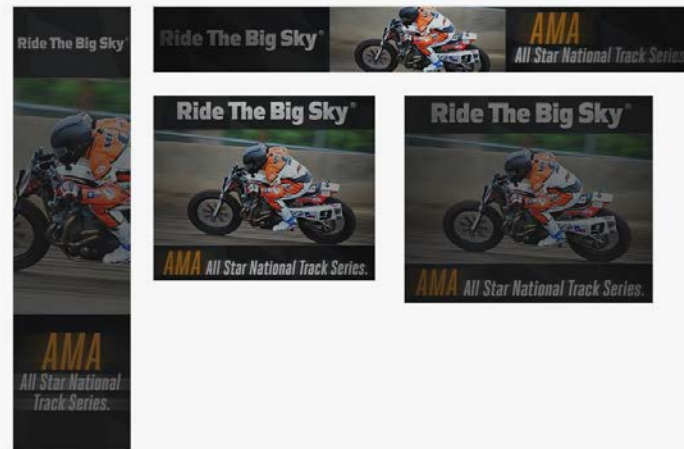 Ride The Big Sky®
AMA
All Star National
Track Series.
Ride The Big Sky®
AMA
All Star National Track Series.
Ride The Big Sky®
AMA All Star National Track Series.
Ride The Big Sky®
AMA All Star National Track Series.